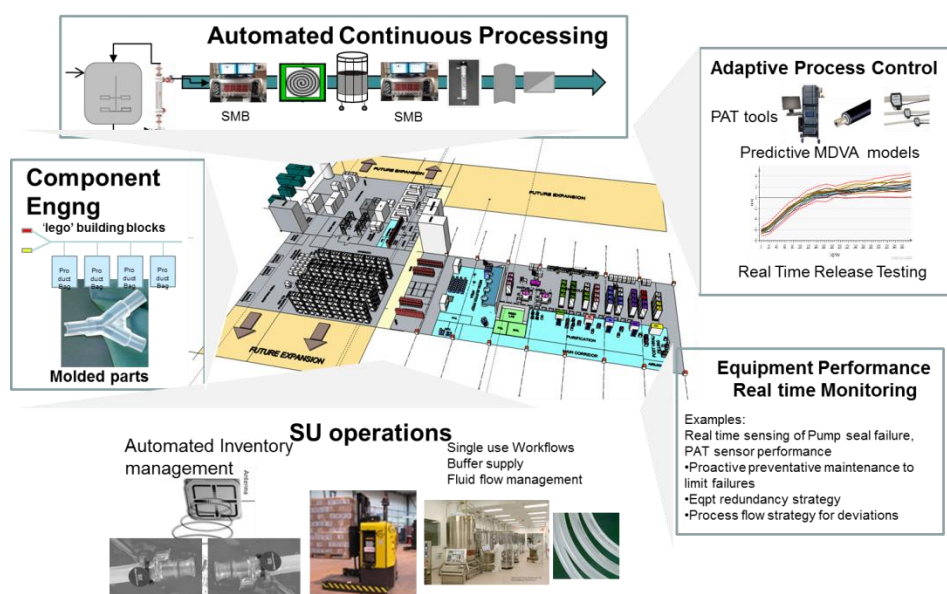 Automated Continuous Processing
SMB
SMB
Adaptive Process Control
PAT tools
Predictive MDVA models
Real Time Release Testing
Component
Engng
'lego' building blocks
Pro
duct
Bag
Pro
duct
Bag
Pro
duct
Bag
Pro
duct
Bag
Molded parts
FUTURE EXPANSION
FUTURE EXPANSION
FUTURE EXPANSION
PURIFICATION
CORRIDOR
Equipment Performance
Real time Monitoring
Examples:
Real time sensing of Pump seal failure,
PAT sensor performance
•Proactive preventative maintenance to
limit failures
•Eqpt redundancy strategy
•Process flow strategy for deviations
SU operations
Automated Inventory
management
Antenna
Single use Workflows
Buffer supply
Fluid flow management